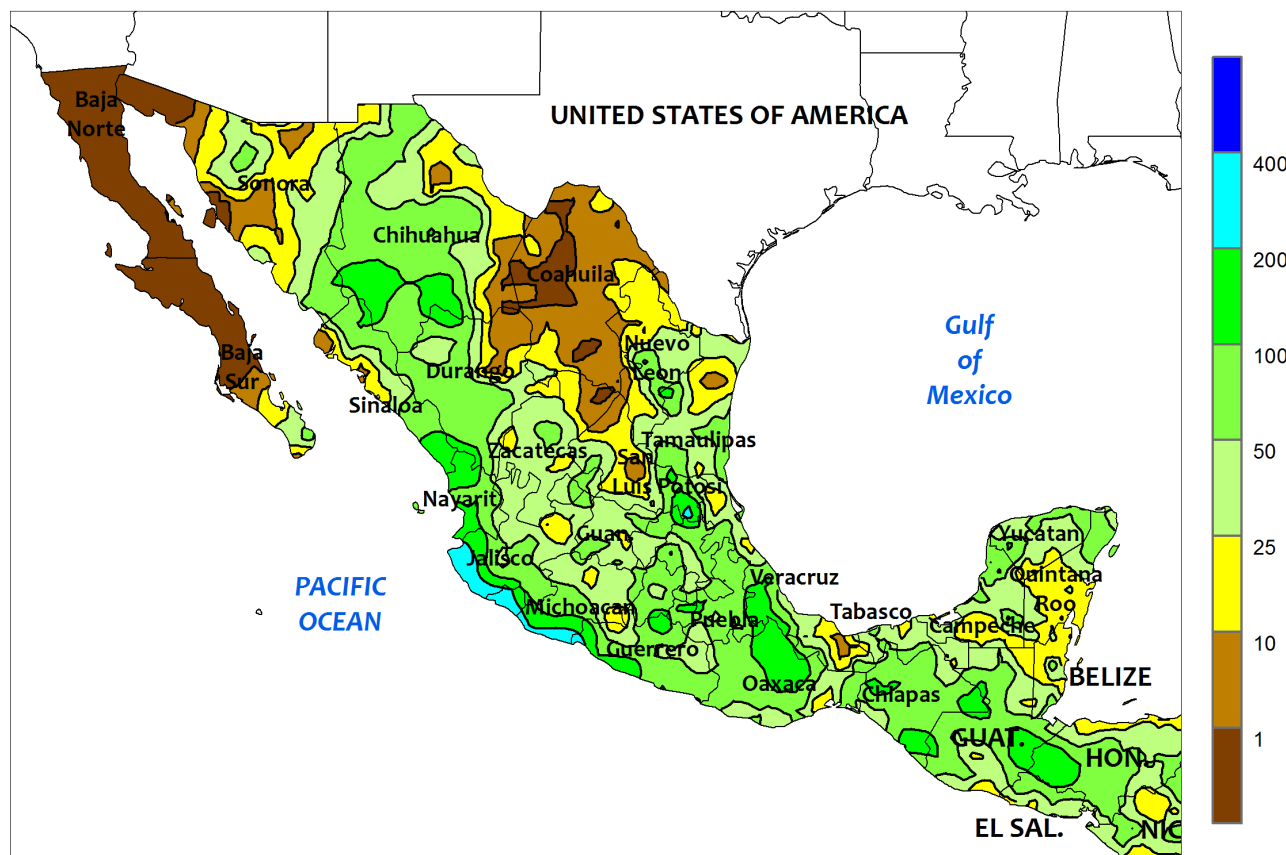 Baja
Norte
UNITED STATES OF AMERICA
400
Sonora
Chihuahua
200
Coahuila
Gulf
of
Mexico
Nuevo
Leon
100
Baja
Sur
Durango
Sinaloa
50
Tamaulipas
Zacatecas
San
Luis Potosi
Nayarit
Guan.
Yucatan
25
Jalisco
Quintana
Roo
Veracruz
PACIFIC
OCEAN
Michoacan
Tabasco
Puebla
Campeche
10
Guerrero
BELIZE
Oaxaca
Chiapas
1
GUAT.
HON.
EL SAL.
NIC